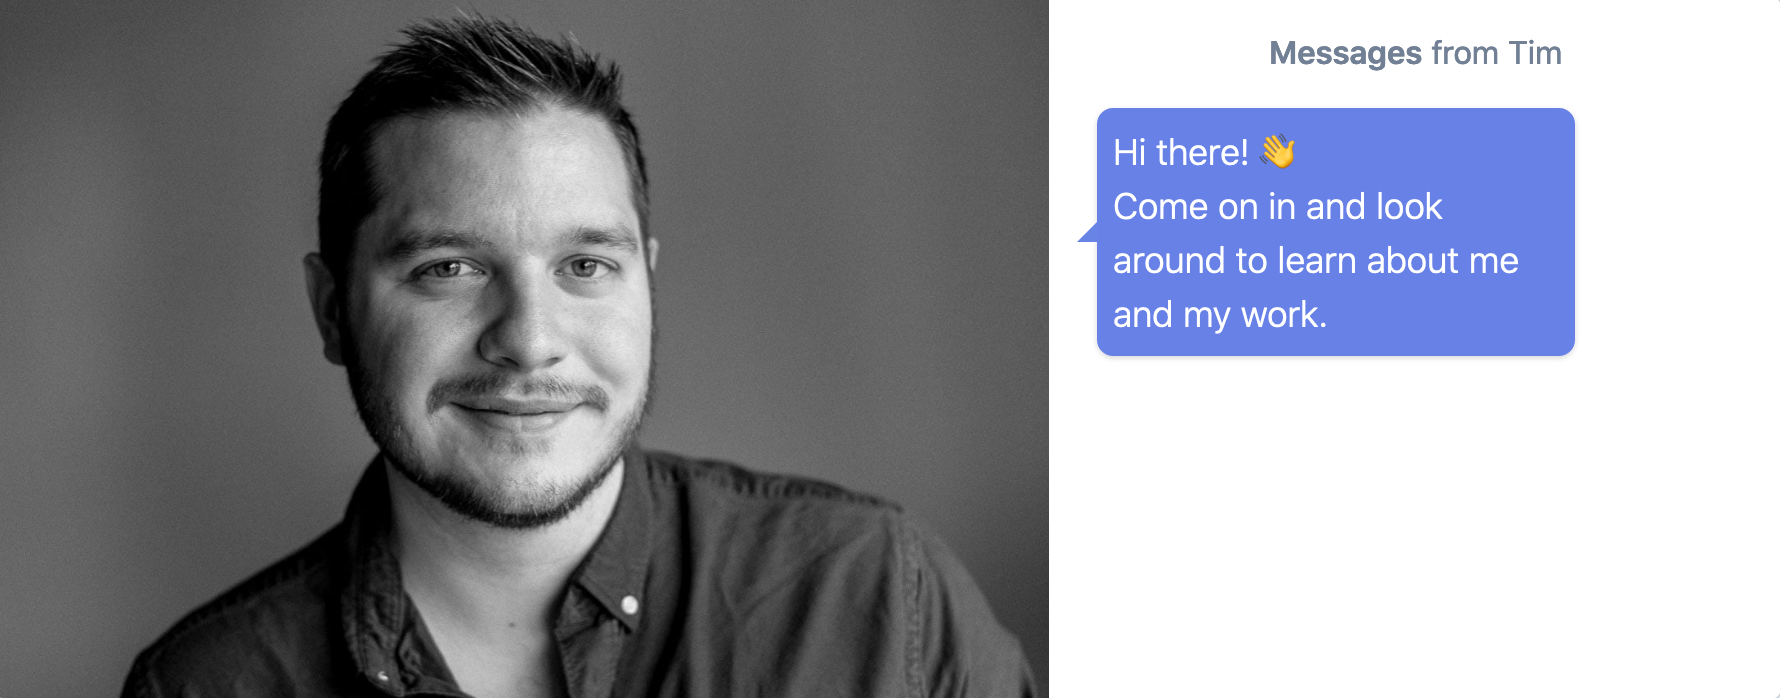 Messages from Tim
Hi there! 👋
Come on in and look
around to learn about me
and my work.